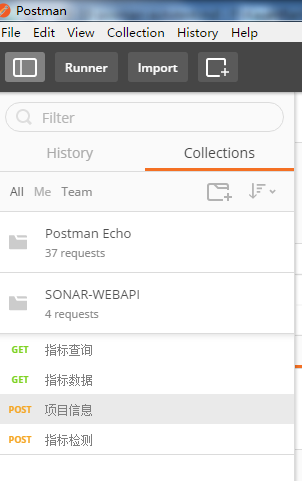 Postman
File Edit View Collection History Help
Runner Import
Filter
History Collections
All Me Team
Postman Echo
37 requests
SONAR-WEBAPI
4 requests
GET 指标查询
GET 指标数据
POST 项目信息
POST 指标检测